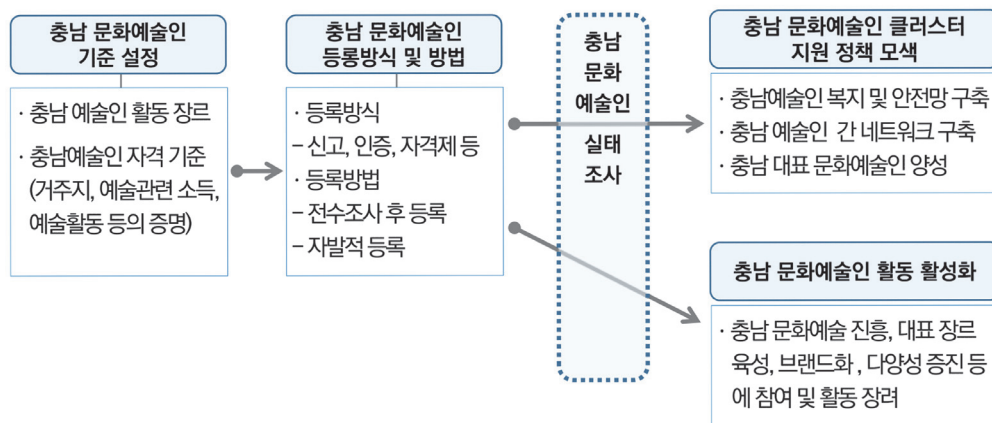 충남 문화예술인
기준 설정
· 충남 예술인 활동 장르
· 충남예술인 자격 기준
(거주지, 예술관련 소득,
예술활동 등의 증명)
충남 문화예술인
등록방식 및 방법
· 등록방식
– 신고, 인증, 자격제 등
· 등록방법
– 전수조사 후 등록
– 자발적 등록
충남
문화
예술인
실태
조사
충남 문화예술인 클러스터
지원 정책 모색
· 충남예술인 복지 및 안전망 구축
· 충남 예술인 간 네트워크 구축
· 충남 대표 문화예술인 양성
충남 문화예술인 활동 활성화
· 충남 문화예술 진흥, 대표 장르
육성, 브랜드화 , 다양성 증진 등
에 참여 및 활동 장려